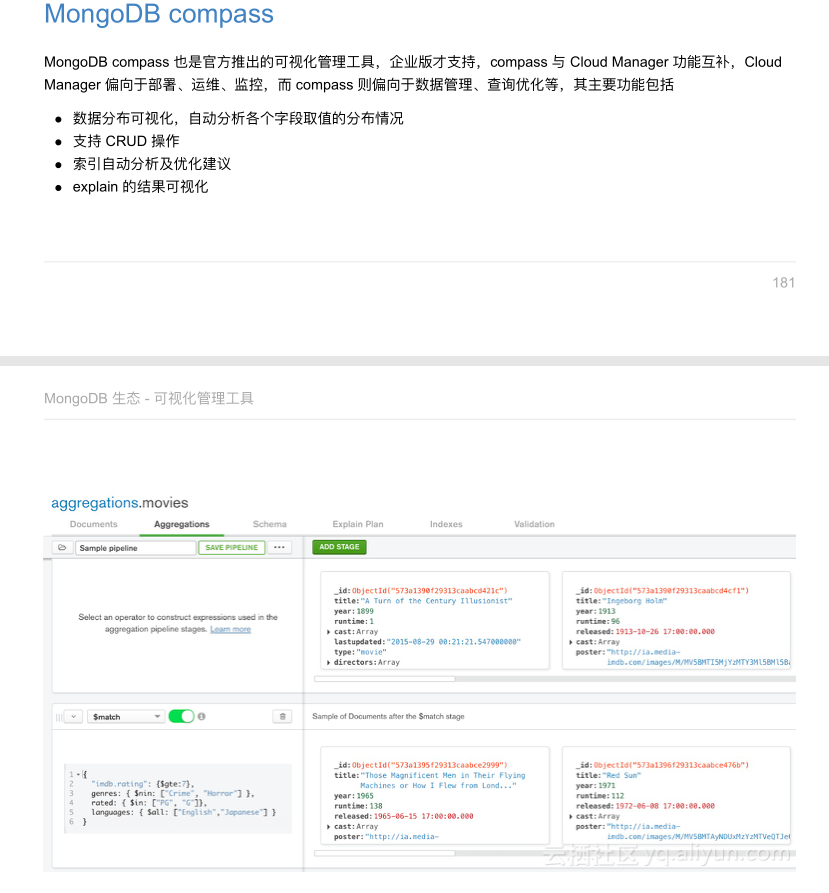 MongoDB compass
MongoDB compass 也是官方推出的可视化管理工具，企业版才支持，compass 与 Cloud Manager 功能互补，Cloud
Manager 偏向于部署、运维、监控，而 compass 则偏向于数据管理、查询优化等，其主要功能包括
● 数据分布可视化，自动分析各个字段取值的分布情况
● 支持 CRUD 操作
● 索引自动分析及优化建议
● explain 的结果可视化
181
MongoDB 生态 - 可视化管理工具
aggregations.movies
Documents Aggregations Schema Explain Plan Indexes Validation
Sample pipeline SAVE PIPELINE ••• ADD STAGE
Select an operator to construct expressions used in the
aggregation pipeline stages. Learn more
_id:ObjectId("573a1390f29313caabcd421c")
title:"A Turn of the Century Illusionist"
year:1899
runtime:1
cast:Array
lastupdated:"2015-08-29 00:21:21.547000000"
type:"movie"
directors:Array
_id:ObjectId("573a1390f29313caabcd4cf1")
title:"Ingeborg Holm"
year:1913
runtime:96
released:1913-10-26 17:00:00.000
cast:Array
poster:"http://ia.media-
imdb.com/images/M/MV5BMTI5MjYzMTY3Ml5BMl5Ba
$match
Sample of Documents after the $match stage
1 {
2 "imdb.rating": {$gte:7},
3 genres: { $nin: ["Crime", "Horror"] },
4 rated: { $in: ["PG", "G"]},
5 languages: { $all: ["English","Japanese"] }
6 }
_id:ObjectId("573a1395f29313caabce2999")
title:"Those Magnificent Men in Their Flying
Machines or How I Flew from Lond..."
year:1965
runtime:138
released:1965-06-15 17:00:00.000
cast:Array
poster:"http://ia.media-
_id:ObjectId("573a1396f29313caabce476b")
title:"Red Sun"
year:1971
runtime:112
released:1972-06-08 17:00:00.000
cast:Array
poster:"http://ia.media-
imdb.com/images/M/MV5BMTAyNDUxMzYzMTVeQTJeQ
云栖社区 yq.aliyun.com